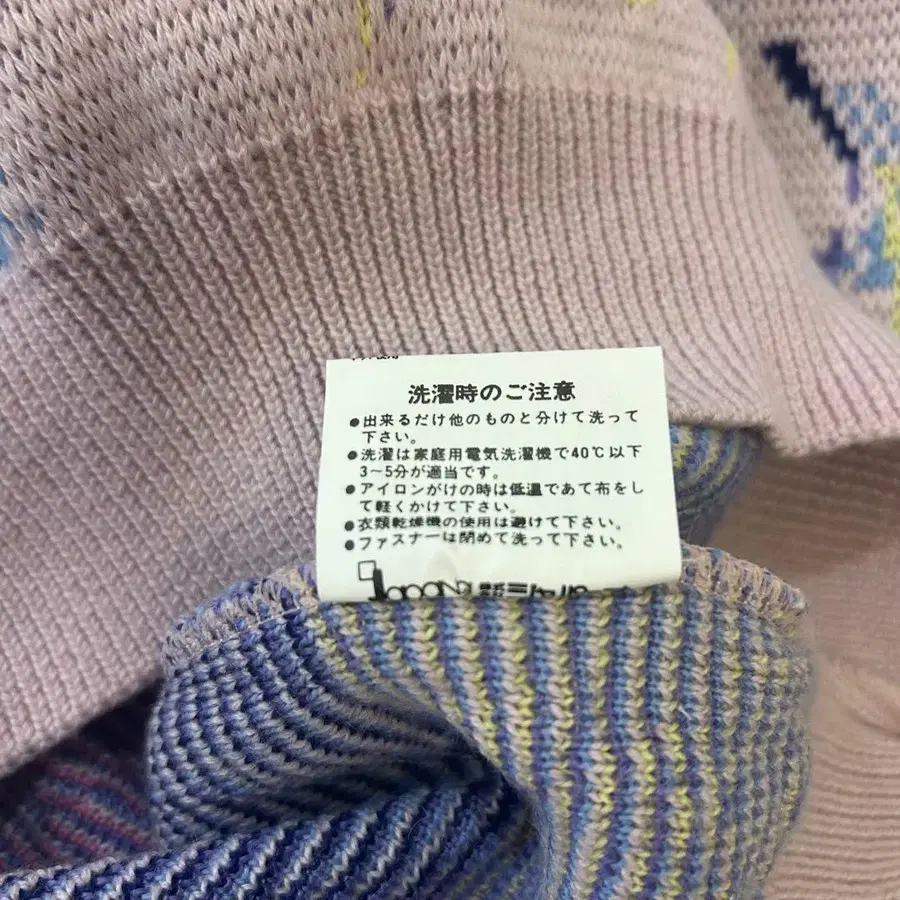 洗濯時のご注意
●出来るだけ他のものと分けて洗って
下さい。
●洗濯は家庭用電気洗濯機で40℃以下
3〜5分が適当です。
●アイロンがけの時は低温であて布をし
て軽くかけて下さい。
●衣類乾燥機の使用は避けて下さい。
●ファスナーは閉めて洗って下さい。